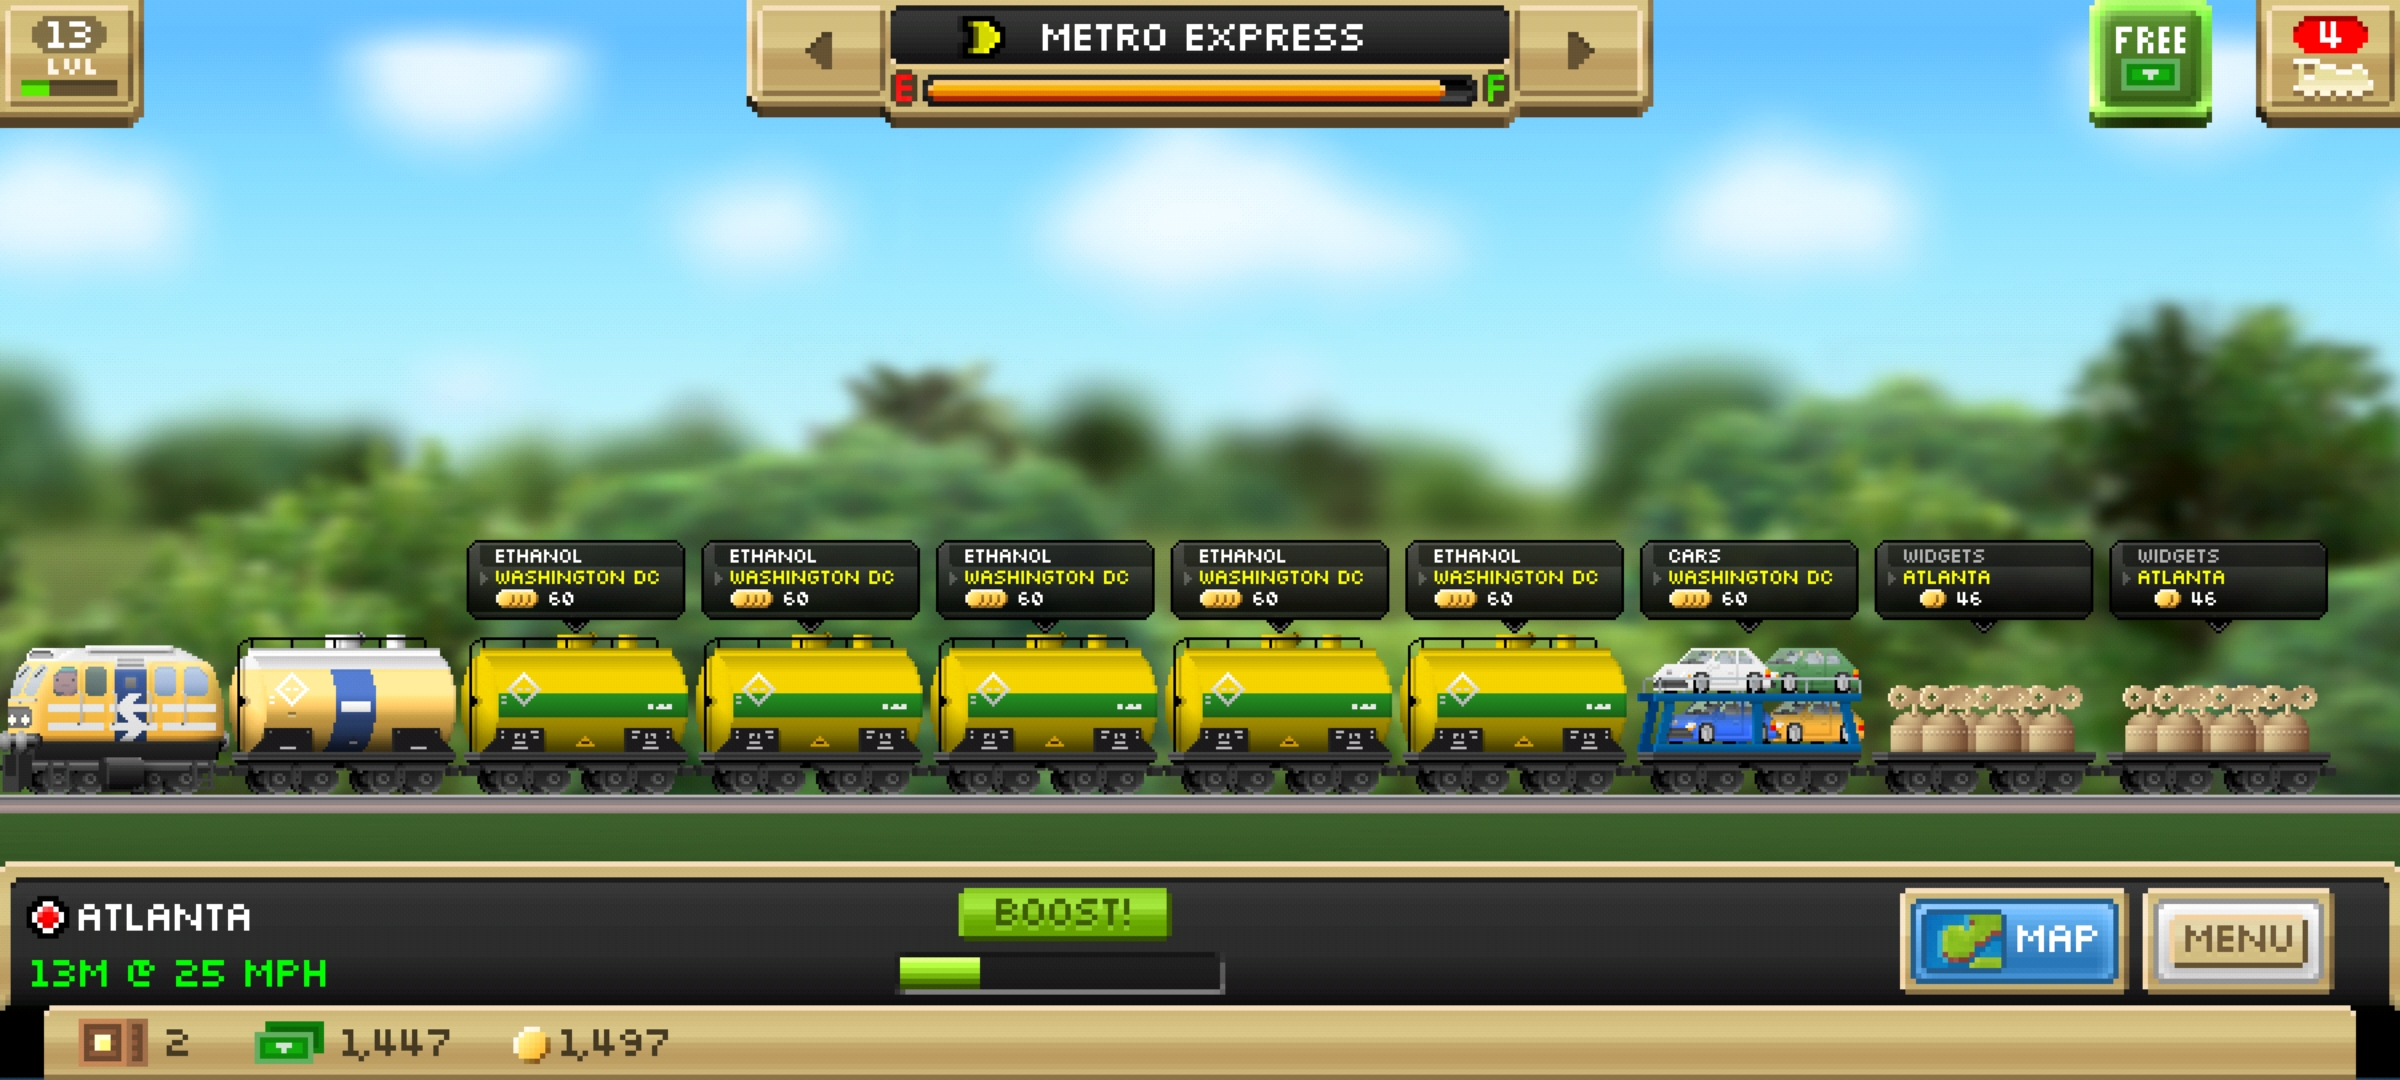 13
LVL
METRO EXPRESS
E F
FREE
4
ETHANOL
WASHINGTON DC
60
ETHANOL
WASHINGTON DC
60
ETHANOL
WASHINGTON DC
60
ETHANOL
WASHINGTON DC
60
ETHANOL
WASHINGTON DC
60
CARS
WASHINGTON DC
60
WIDGETS
ATLANTA
46
WIDGETS
ATLANTA
46
ATLANTA
13M @ 25 MPH
BOOST!
MAP
MENU
2 1,447 1,497